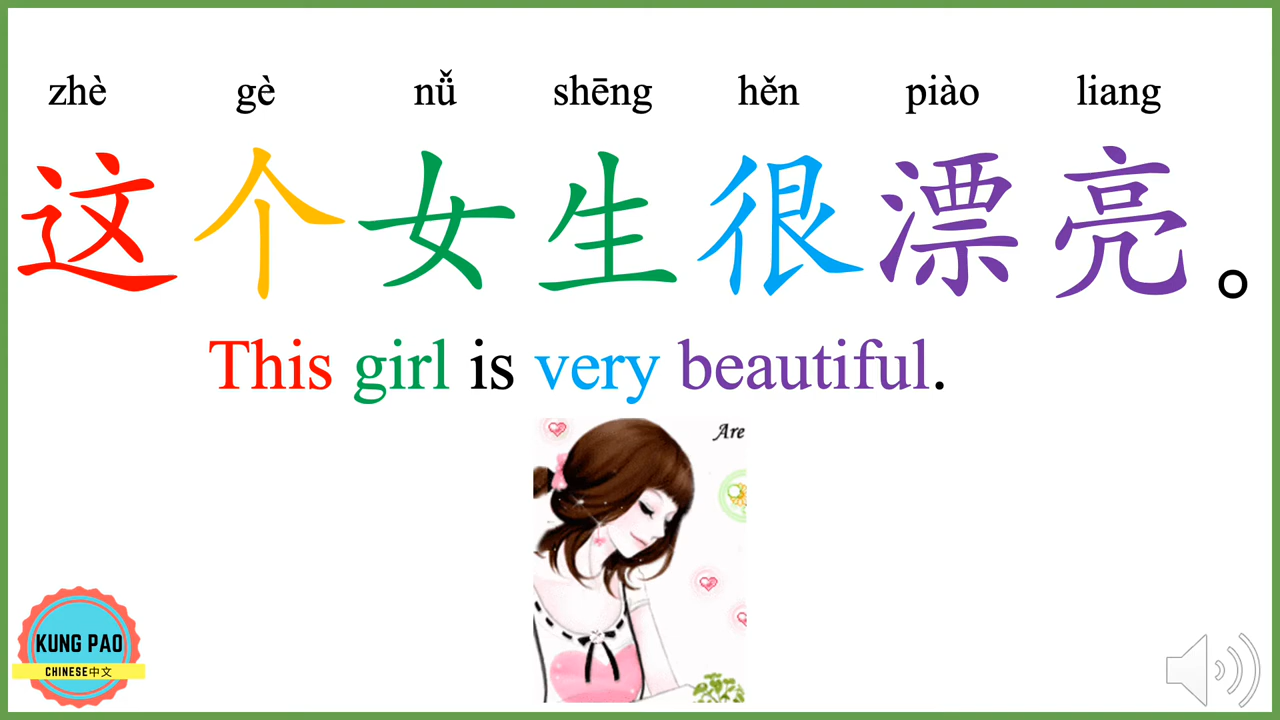 zhè gè nǚ shēng hěn piào liang
这个女生很漂亮。
This girl is very beautiful.
Are
KUNG PAO
CHINESE中文